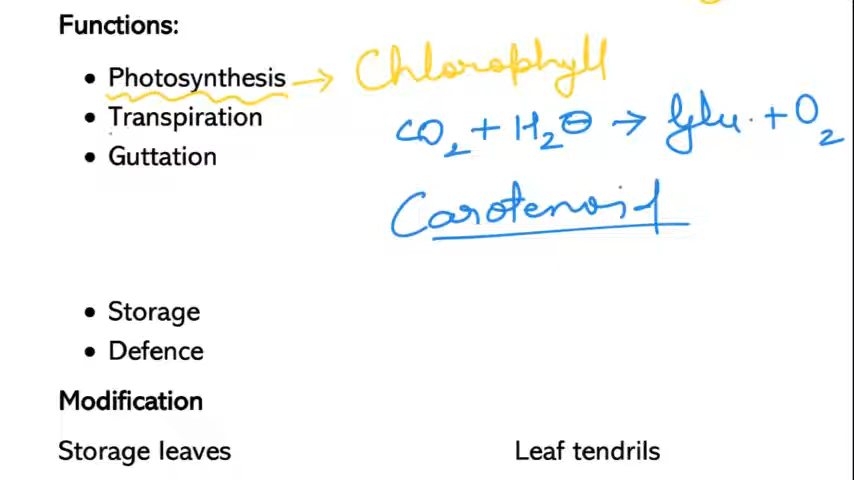 Functions:
• Photosynthesis → Chlorophyll
• Transpiration
CO₂ + H₂O → Glu. + O₂
• Guttation
Carotenoid
• Storage
• Defence
Modification
Storage leaves Leaf tendrils